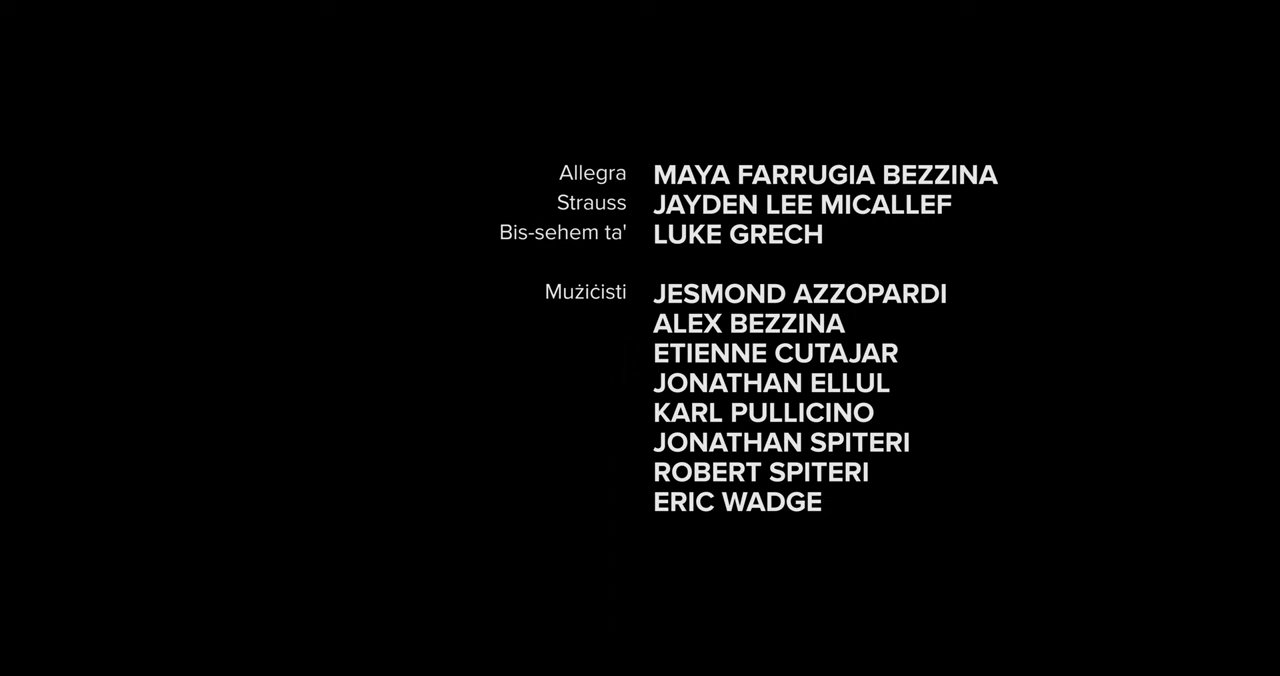 Allegra MAYA FARRUGIA BEZZINA
Strauss JAYDEN LEE MICALLEF
Bis-sehem ta' LUKE GRECH
Mużiċisti JESMOND AZZOPARDI
ALEX BEZZINA
ETIENNE CUTAJAR
JONATHAN ELLUL
KARL PULLICINO
JONATHAN SPITERI
ROBERT SPITERI
ERIC WADGE